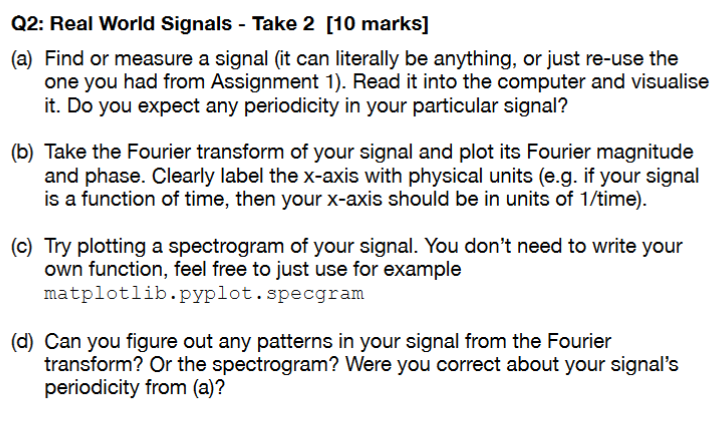 Q2: Real World Signals - Take 2 [10 marks]
(a) Find or measure a signal (it can literally be anything, or just re-use the
one you had from Assignment 1). Read it into the computer and visualise
it. Do you expect any periodicity in your particular signal?
(b) Take the Fourier transform of your signal and plot its Fourier magnitude
and phase. Clearly label the x-axis with physical units (e.g. if your signal
is a function of time, then your x-axis should be in units of 1/time).
(c) Try plotting a spectrogram of your signal. You don't need to write your
own function, feel free to just use for example
matplotlib.pyplot.specgram
(d) Can you figure out any patterns in your signal from the Fourier
transform? Or the spectrogram? Were you correct about your signal's
periodicity from (a)?